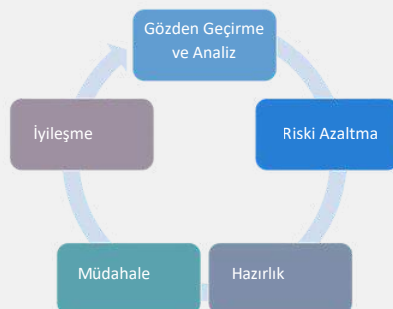 Gözden Geçirme
ve Analiz
Riski Azaltma
Hazırlık
Müdahale
İyileşme